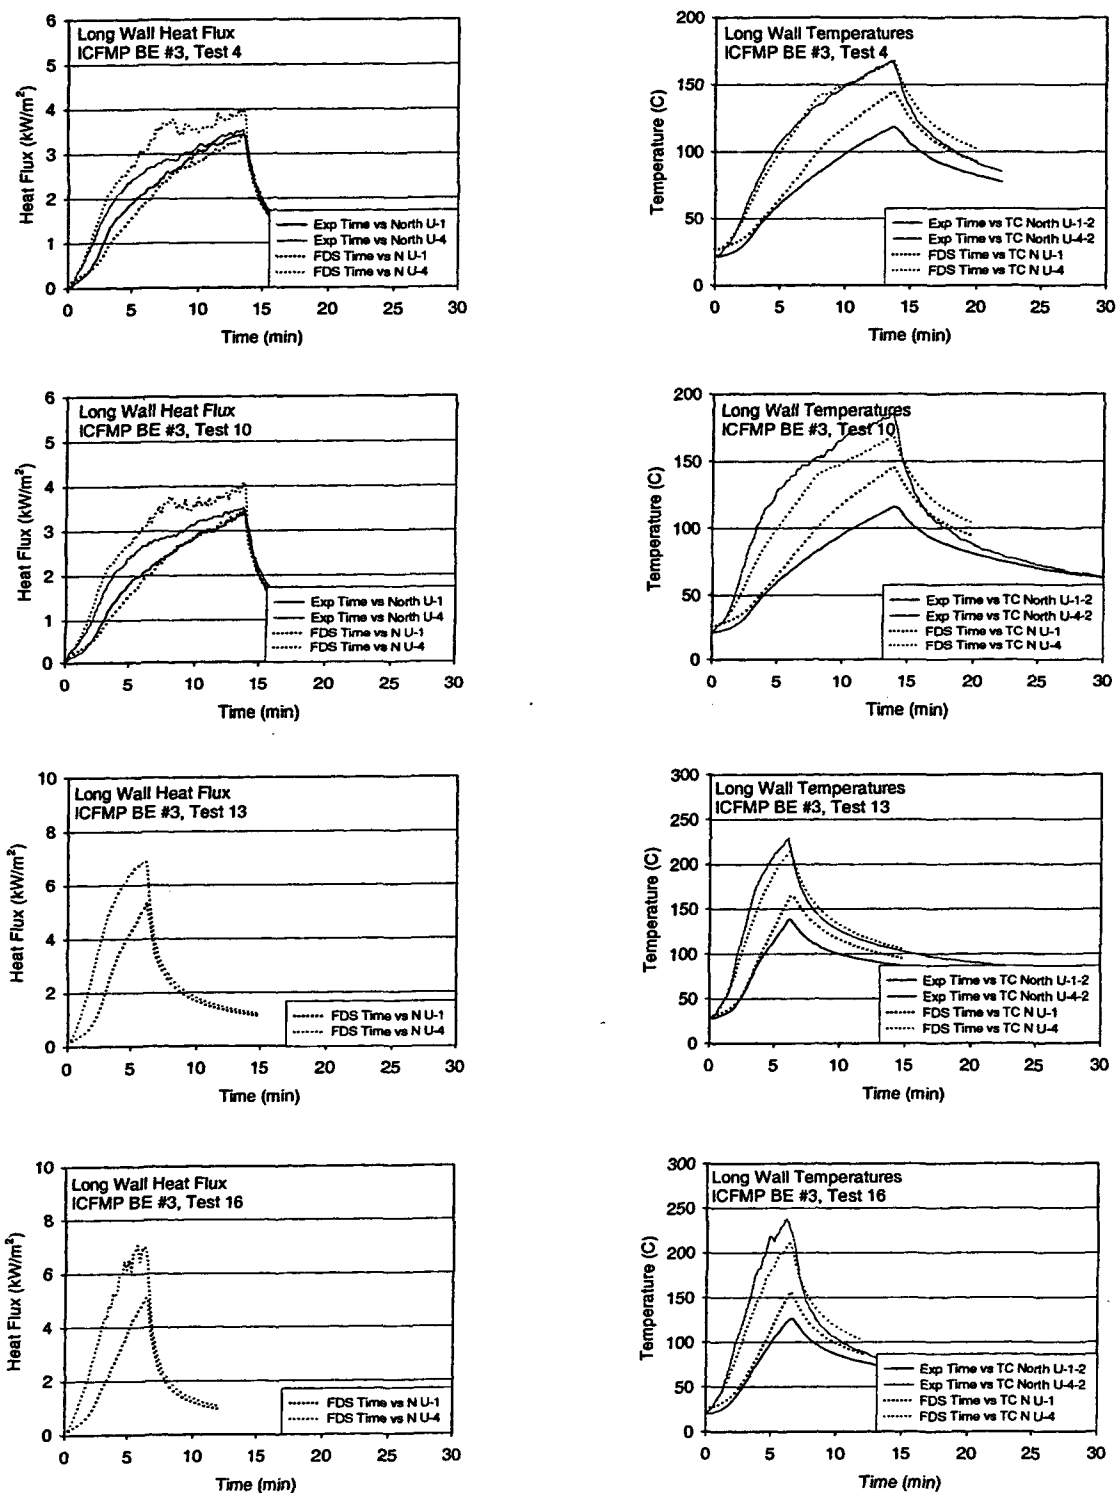 Long Wall Heat Flux
ICFMP BE #3, Test 4
Heat Flux (kW/m²)
6
5
4
3
2
1
0
Exp Time vs North U-1
Exp Time vs North U-4
FDS Time vs N U-1
FDS Time vs N U-4
0 5 10 15 20 25 30
Time (min)
Long Wall Temperatures
ICFMP BE #3, Test 4
Temperature (C)
200
150
100
50
0
Exp Time vs TC North U-1-2
Exp Time vs TC North U-4-2
FDS Time vs TC N U-1
FDS Time vs TC N U-4
0 5 10 15 20 25 30
Time (min)
Long Wall Heat Flux
ICFMP BE #3, Test 10
Heat Flux (kW/m²)
6
5
4
3
2
1
0
Exp Time vs North U-1
Exp Time vs North U-4
FDS Time vs N U-1
FDS Time vs N U-4
0 5 10 15 20 25 30
Time (min)
Long Wall Temperatures
ICFMP BE #3, Test 10
Temperature (C)
200
150
100
50
0
Exp Time vs TC North U-1-2
Exp Time vs TC North U-4-2
FDS Time vs TC N U-1
FDS Time vs TC N U-4
0 5 10 15 20 25 30
Time (min)
Long Wall Heat Flux
ICFMP BE #3, Test 13
Heat Flux (kW/m²)
10
8
6
4
2
0
FDS Time vs N U-1
FDS Time vs N U-4
0 5 10 15 20 25 30
Time (min)
Long Wall Temperatures
ICFMP BE #3, Test 13
Temperature (C)
300
250
200
150
100
50
0
Exp Time vs TC North U-1-2
Exp Time vs TC North U-4-2
FDS Time vs TC N U-1
FDS Time vs TC N U-4
0 5 10 15 20 25 30
Time (min)
Long Wall Heat Flux
ICFMP BE #3, Test 16
Heat Flux (kW/m²)
10
8
6
4
2
0
FDS Time vs N U-1
FDS Time vs N U-4
0 5 10 15 20 25 30
Time (min)
Long Wall Temperatures
ICFMP BE #3, Test 16
Temperature (C)
300
250
200
150
100
50
0
Exp Time vs TC North U-1-2
Exp Time vs TC North U-4-2
FDS Time vs TC N U-1
FDS Time vs TC N U-4
0 5 10 15 20 25 30
Time (min)